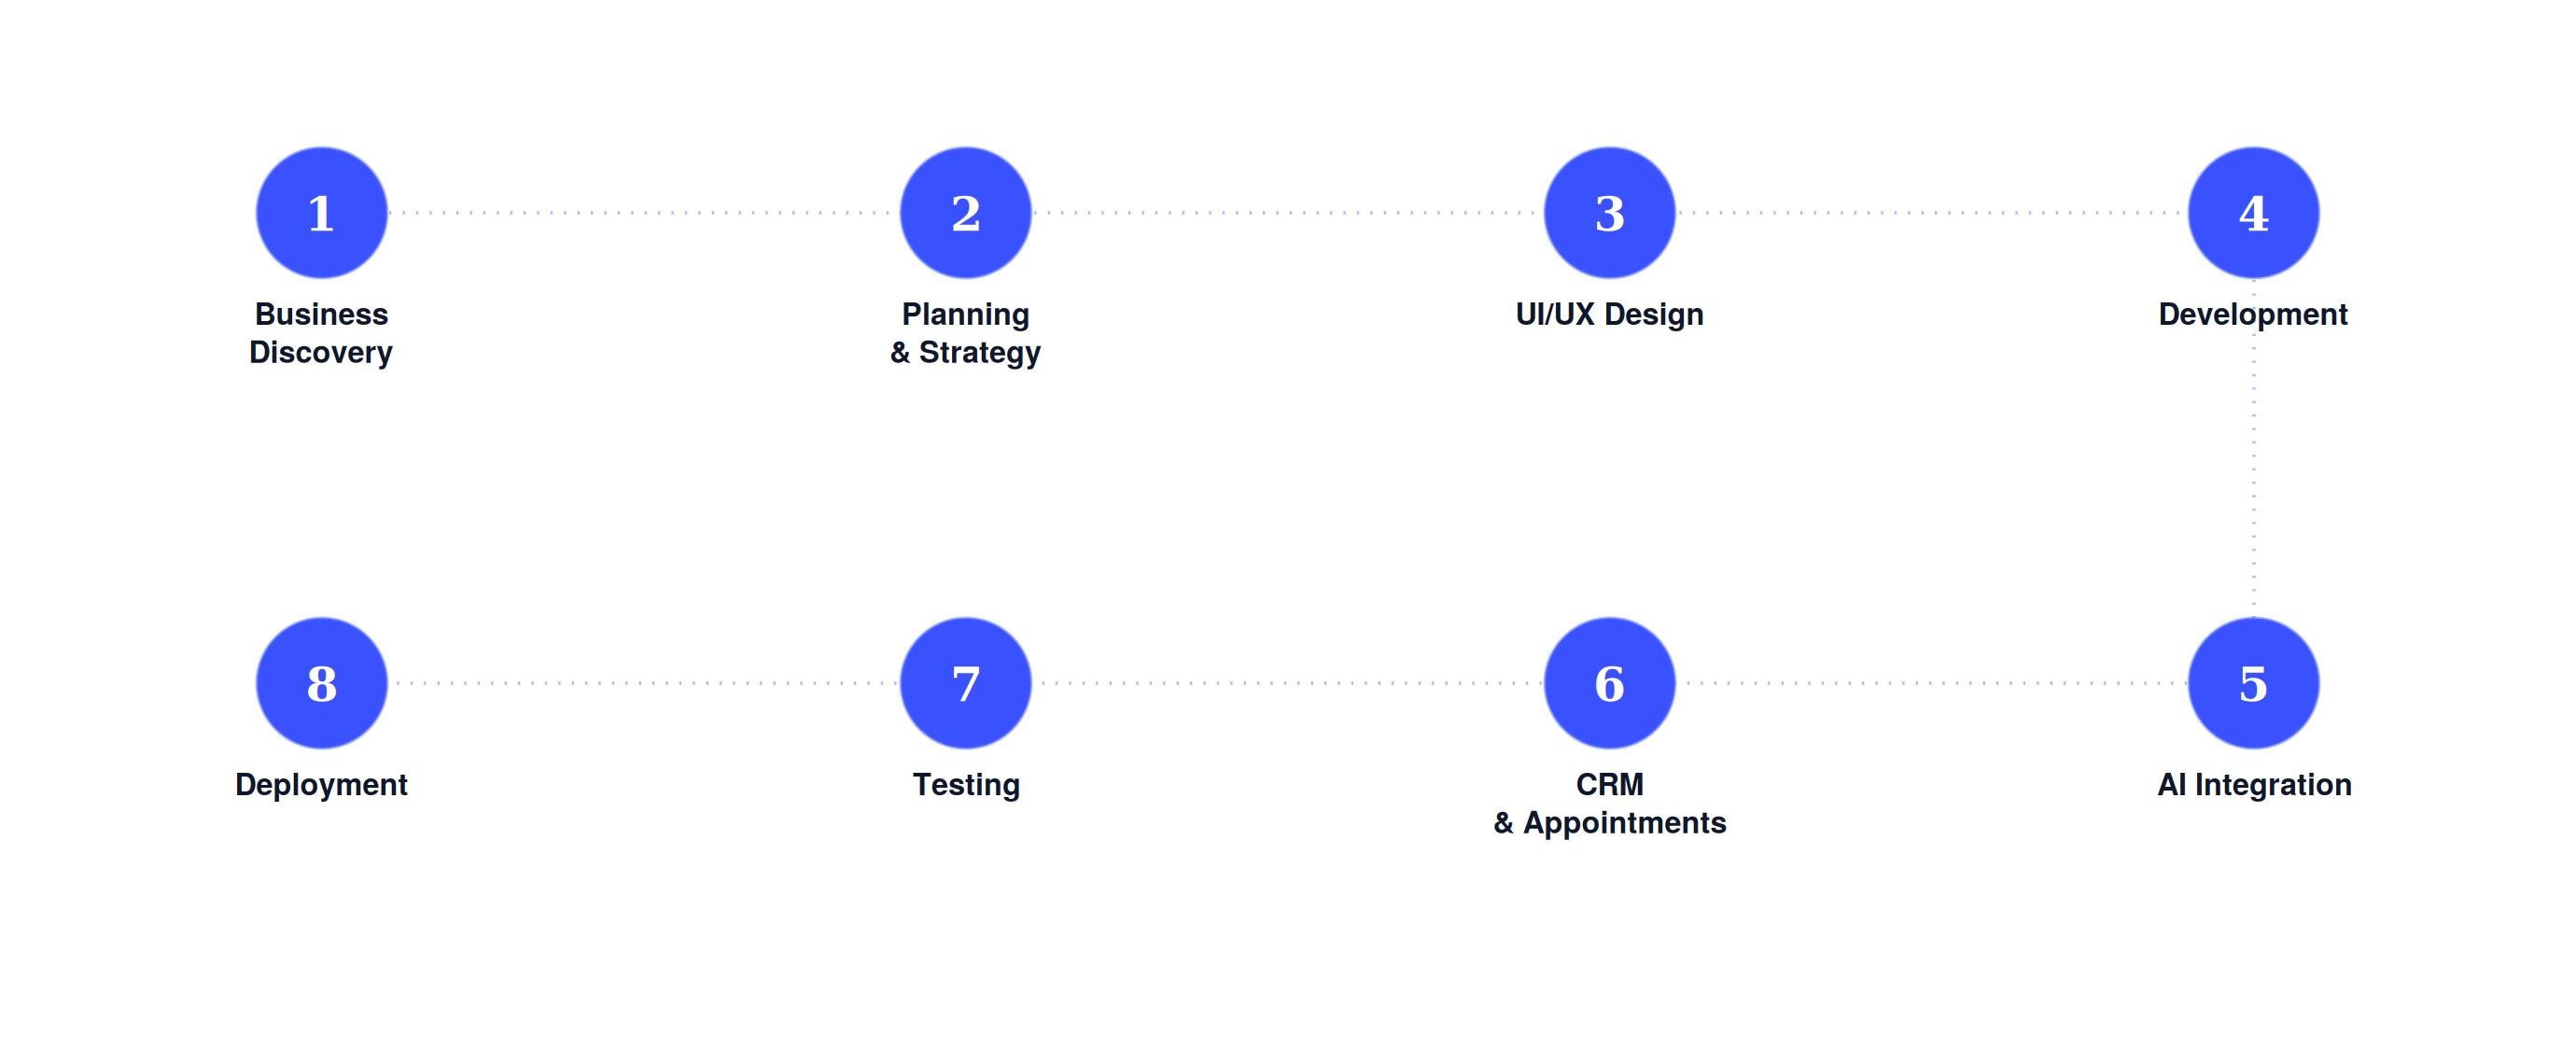 1
Business
Discovery
2
Planning
& Strategy
3
UI/UX Design
4
Development
5
AI Integration
6
CRM
& Appointments
7
Testing
8
Deployment